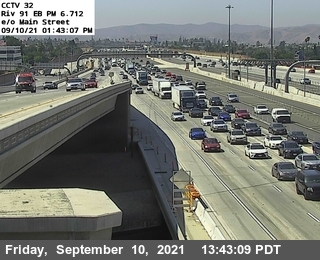 CCTV 32
Riv 91 EB PM 6.712
e/o Main Street
09/10/21 01:43:07 PM
Friday, September 10, 2021 13:43:09 PDT